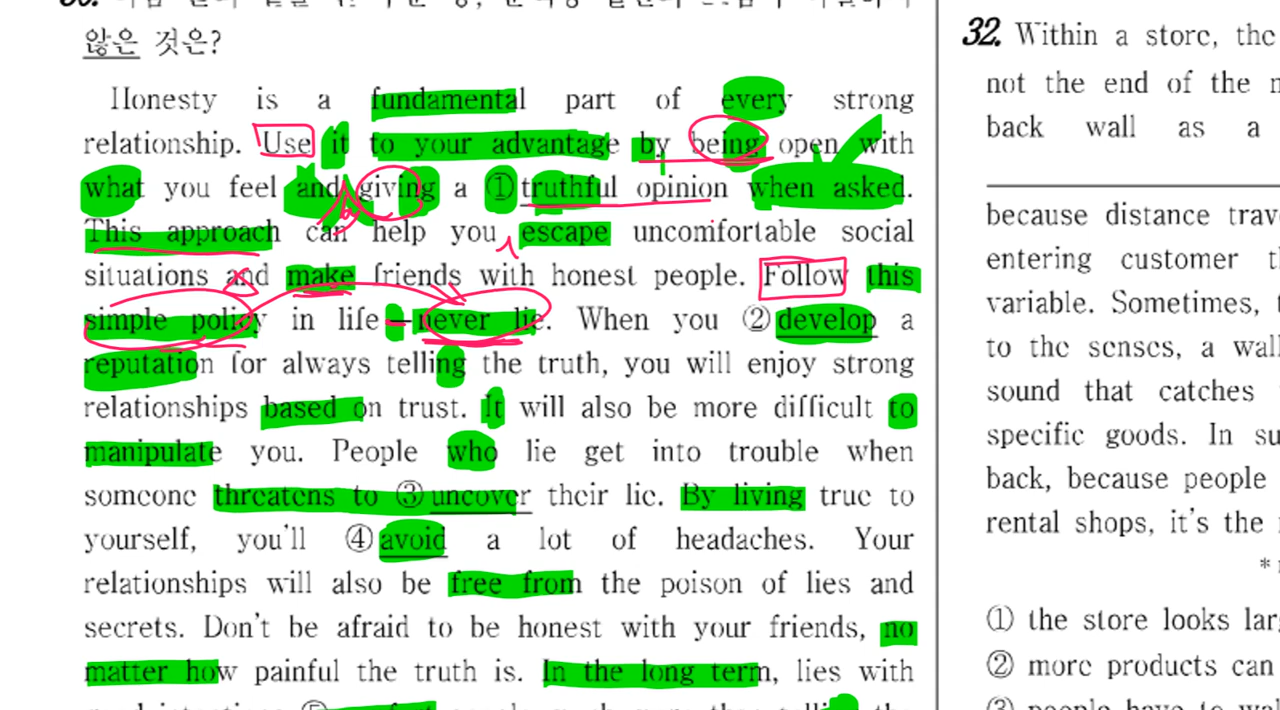 않은 것은?
Honesty is a fundamental part of every strong
relationship. Use it to your advantage by being open with
what you feel and giving a ① truthful opinion when asked.
This approach can help you escape uncomfortable social
situations and make friends with honest people. Follow this
simple policy in life—never lie. When you ② develop a
reputation for always telling the truth, you will enjoy strong
relationships based on trust. It will also be more difficult to
manipulate you. People who lie get into trouble when
someone threatens to ③ uncover their lie. By living true to
yourself, you'll ④ avoid a lot of headaches. Your
relationships will also be free from the poison of lies and
secrets. Don't be afraid to be honest with your friends, no
matter how painful the truth is. In the long term, lies with
32. Within a store, the
not the end of the
back wall as a
because distance
entering customer
variable. Sometimes,
to the senses, a
sound that catches
specific goods. In
back, because people
rental shops, it's the
*
① the store looks
② more products can